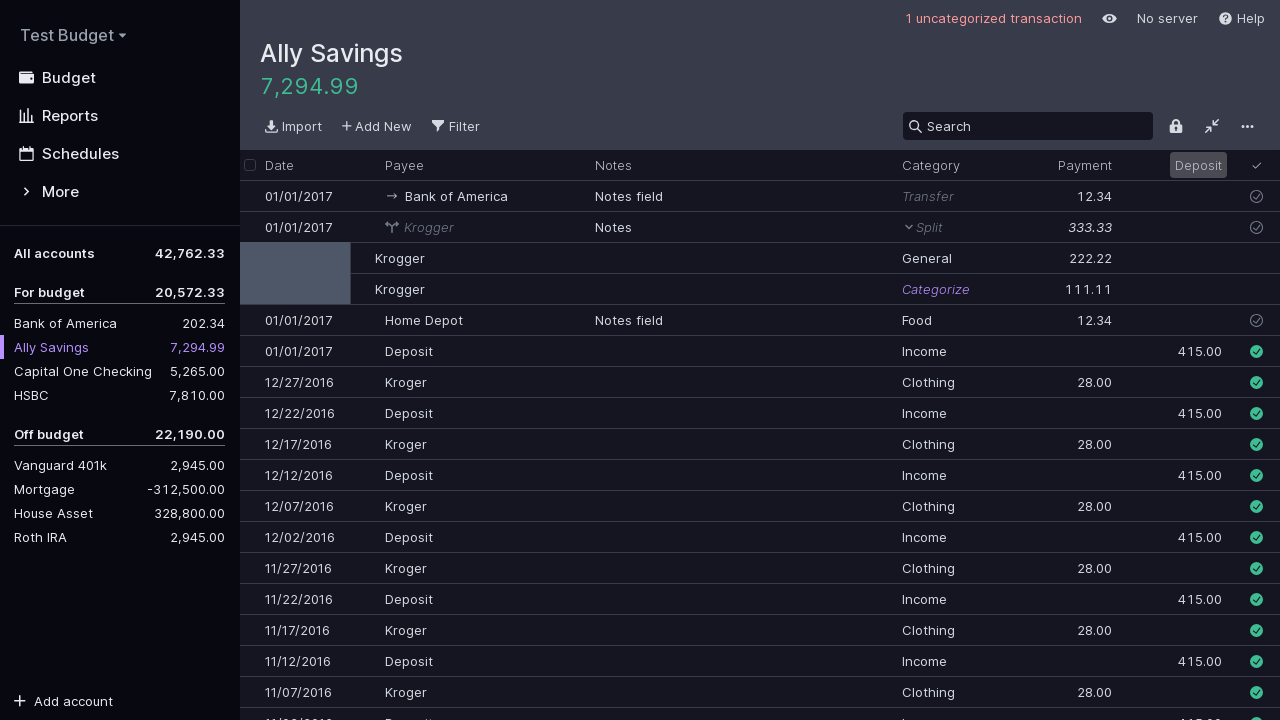 Test Budget
Budget
Reports
Schedules
More
All accounts 42,762.33
For budget 20,572.33
Bank of America 202.34
Ally Savings 7,294.99
Capital One Checking 5,265.00
HSBC 7,810.00
Off budget 22,190.00
Vanguard 401k 2,945.00
Mortgage -312,500.00
House Asset 328,800.00
Roth IRA 2,945.00
Add account
1 uncategorized transaction No server Help
Ally Savings
7,294.99
Import Add New Filter Search
Date Payee Notes Category Payment Deposit
01/01/2017 Bank of America Notes field Transfer 12.34
01/01/2017 Krogger Notes Split 333.33
Krogger General 222.22
Krogger Categorize 111.11
01/01/2017 Home Depot Notes field Food 12.34
01/01/2017 Deposit Income 415.00
12/27/2016 Kroger Clothing 28.00
12/22/2016 Deposit Income 415.00
12/17/2016 Kroger Clothing 28.00
12/12/2016 Deposit Income 415.00
12/07/2016 Kroger Clothing 28.00
12/02/2016 Deposit Income 415.00
11/27/2016 Kroger Clothing 28.00
11/22/2016 Deposit Income 415.00
11/17/2016 Kroger Clothing 28.00
11/12/2016 Deposit Income 415.00
11/07/2016 Kroger Clothing 28.00